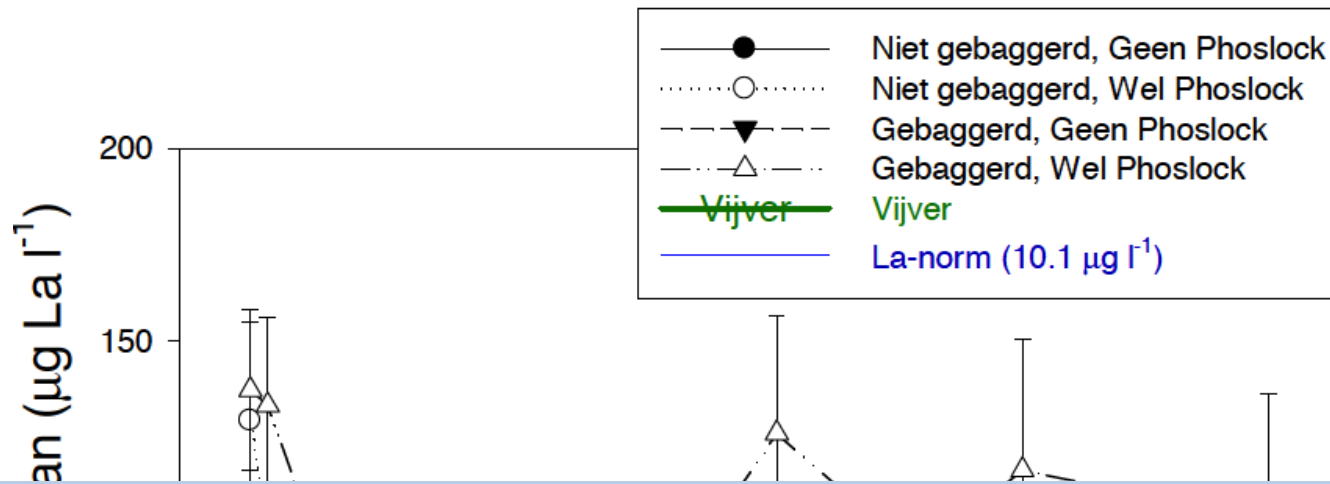 Niet gebaggerd, Geen Phoslock
Niet gebaggerd, Wel Phoslock
Gebaggerd, Geen Phoslock
Gebaggerd, Wel Phoslock
Vijver Vijver
La-norm (10.1 µg l⁻¹)
200
150
an (µg La l⁻¹)